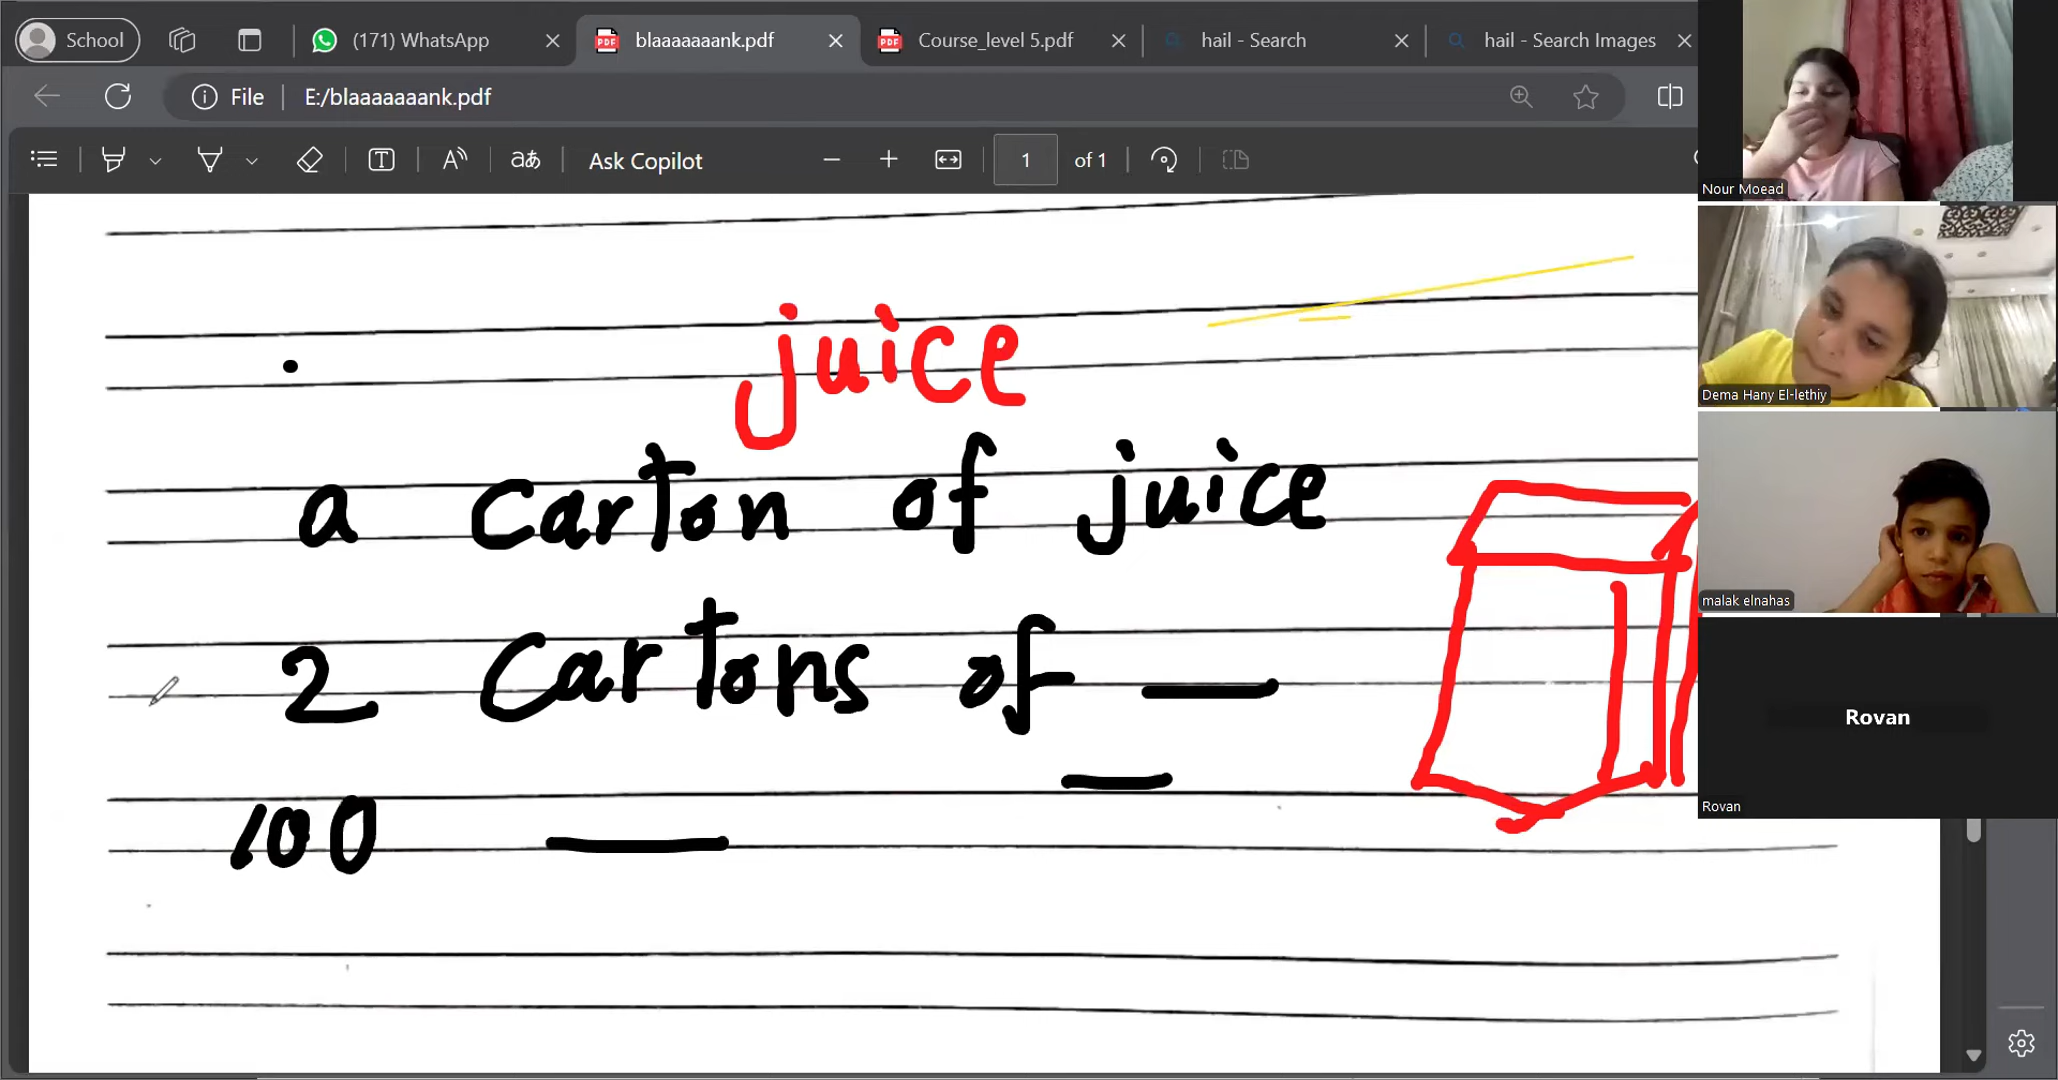 School
(171) WhatsApp
blaaaaaaank.pdf
Course_level 5.pdf
hail - Search
hail - Search Images
File
E:/blaaaaaaank.pdf
Ask Copilot
1 of 1
juice
a carton of juice
2 cartons of
100
Nour Moead
Dema Hany El-lethiy
malak elnahas
Rovan
Rovan